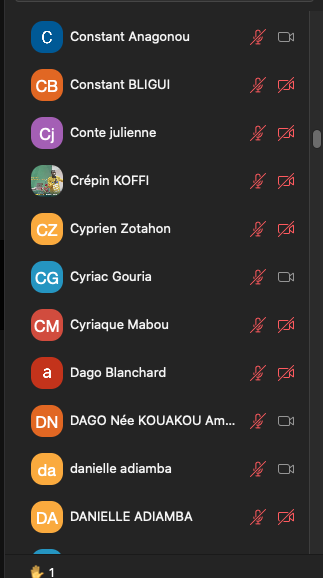 C Constant Anagonou
CB Constant BLIGUI
Cj Conte julienne
Crépin KOFFI
CZ Cyprien Zotahon
CG Cyriac Gouria
CM Cyriaque Mabou
a Dago Blanchard
DN DAGO Née KOUAKOU Am...
da danielle adiamba
DA DANIELLE ADIAMBA
1